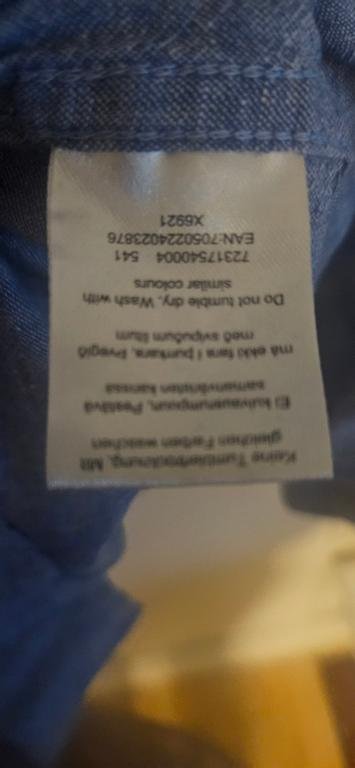 Keine Tumblertrocknung, Mit
gleichen Farben waschen
Ei kuivausrumpuun, Pestävä
samanväristen kanssa
má ekki fara í þurrkara, Þvegið
með svipuðum litum
Do not tumble dry, Wash with
similar colours
72317540004 541
EAN:7050224023876
X6921